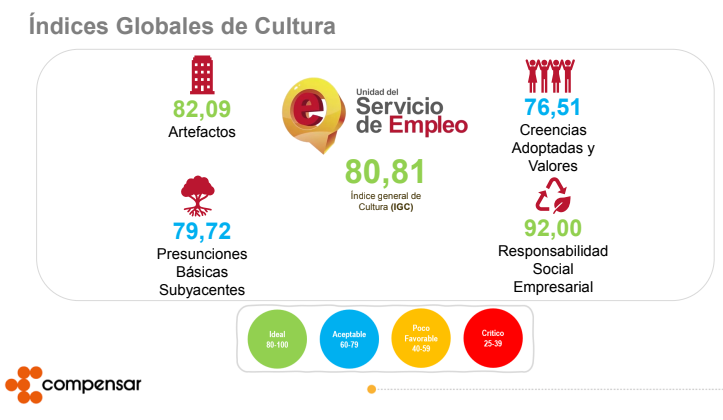 Índices Globales de Cultura
82,09
Artefactos
Unidad del
Servicio
de Empleo
80,81
Índice general de
Cultura (IGC)
76,51
Creencias
Adoptadas y
Valores
79,72
Presunciones
Básicas
Subyacentes
92,00
Responsabilidad
Social
Empresarial
Ideal
80-100
Aceptable
60-79
Poco
Favorable
40-59
Crítico
25-39
compensar